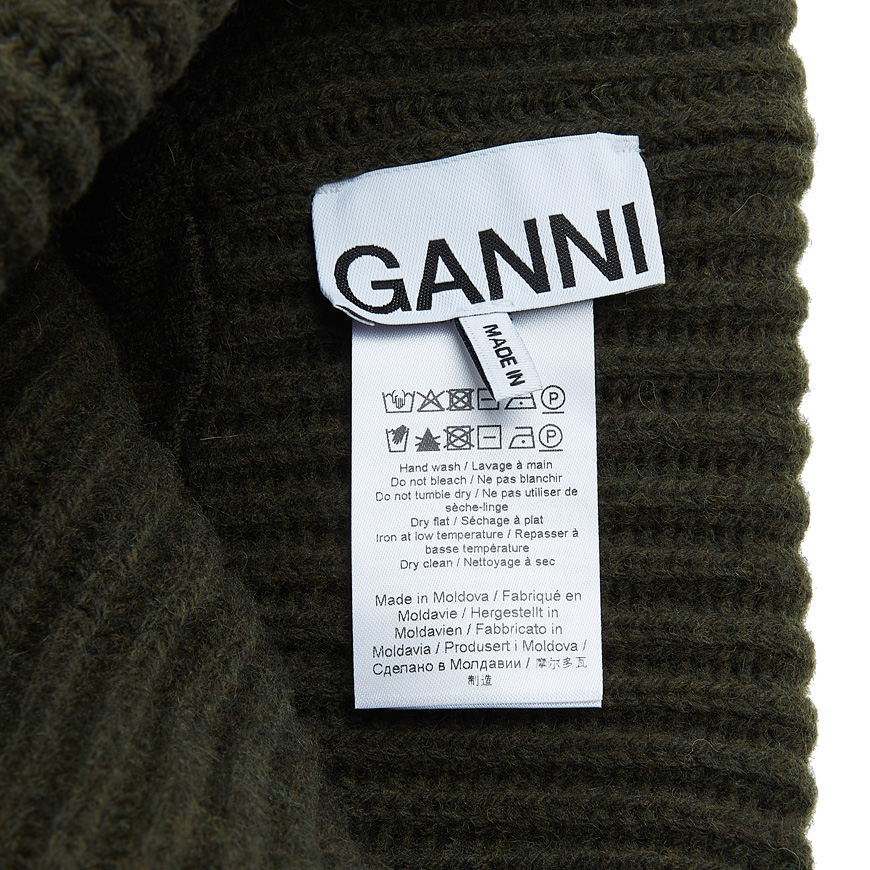 GANNI
MADE IN
P
P
Hand wash / Lavage à main
Do not bleach / Ne pas blanchir
Do not tumble dry / Ne pas utiliser de
sèche-linge
Dry flat / Séchage à plat
Iron at low temperature / Repasser à
basse température
Dry clean / Nettoyage à sec
Made in Moldova / Fabriqué en
Moldavie / Hergestellt in
Moldavien / Fabbricato in
Moldavia / Produsert i Moldova /
Сделано в Молдавии / 摩尔多瓦
制造